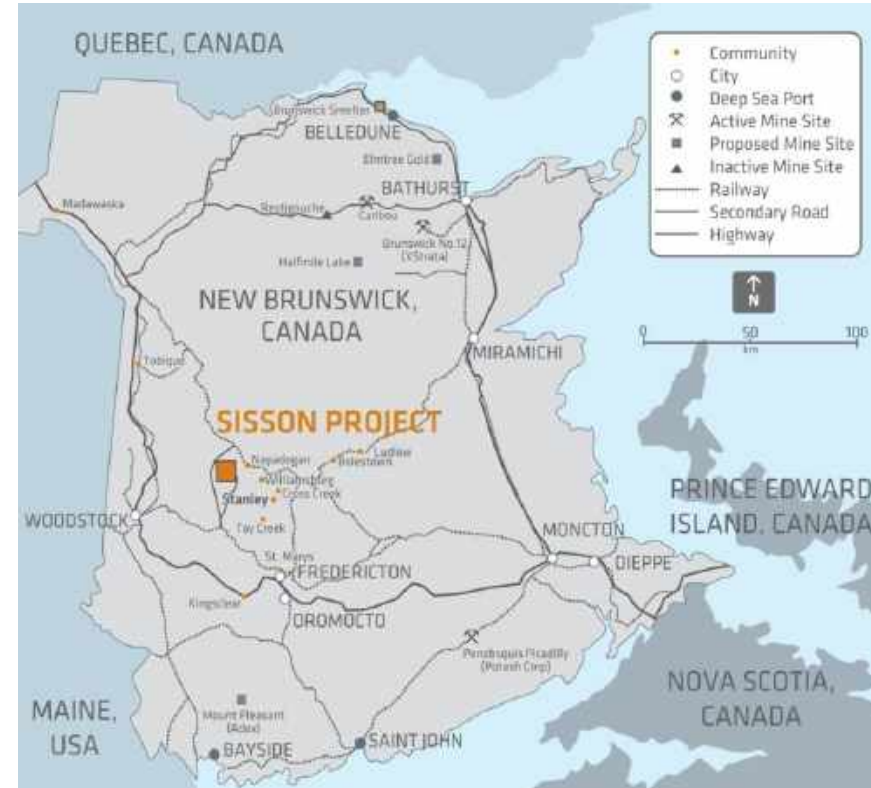 QUEBEC, CANADA
Community
City
Deep Sea Port
Active Mine Site
Proposed Mine Site
Inactive Mine Site
Railway
Secondary Road
Highway
N
0
50
100
km
Brunswick Smelter
BELLEDUNE
Elmtree Gold
BATHURST
Madawaska
Restigouche
Caribou
Brunswick No.12
(XStrata)
Halfmile Lake
NEW BRUNSWICK,
CANADA
MIRAMICHI
Tobique
SISSON PROJECT
Napadogan
Ludlow
Boiestown
Williamsburg
Cross Creek
Stanley
Tay Creek
WOODSTOCK
St. Marys
FREDERICTON
MONCTON
DIEPPE
PRINCE EDWARD
ISLAND, CANADA
Kingsclear
OROMOCTO
Penobsquis Picadilly
(Potash Corp)
NOVA SCOTIA,
CANADA
MAINE,
USA
Mount Pleasant
(Adex)
BAYSIDE
SAINT JOHN